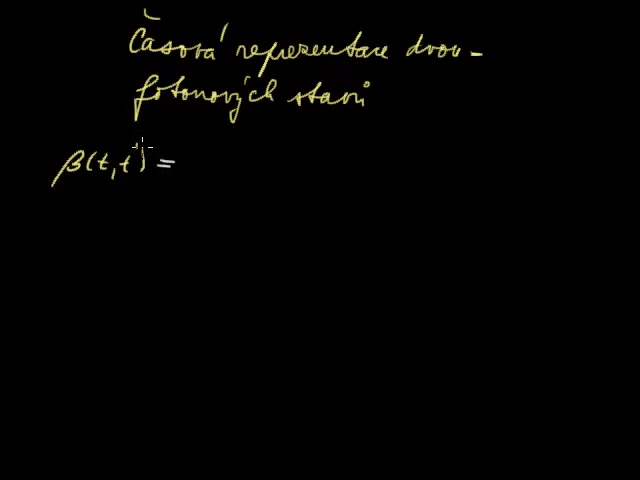 Časová reprezentace dvou-
fotonových stavů
β(t,t') =